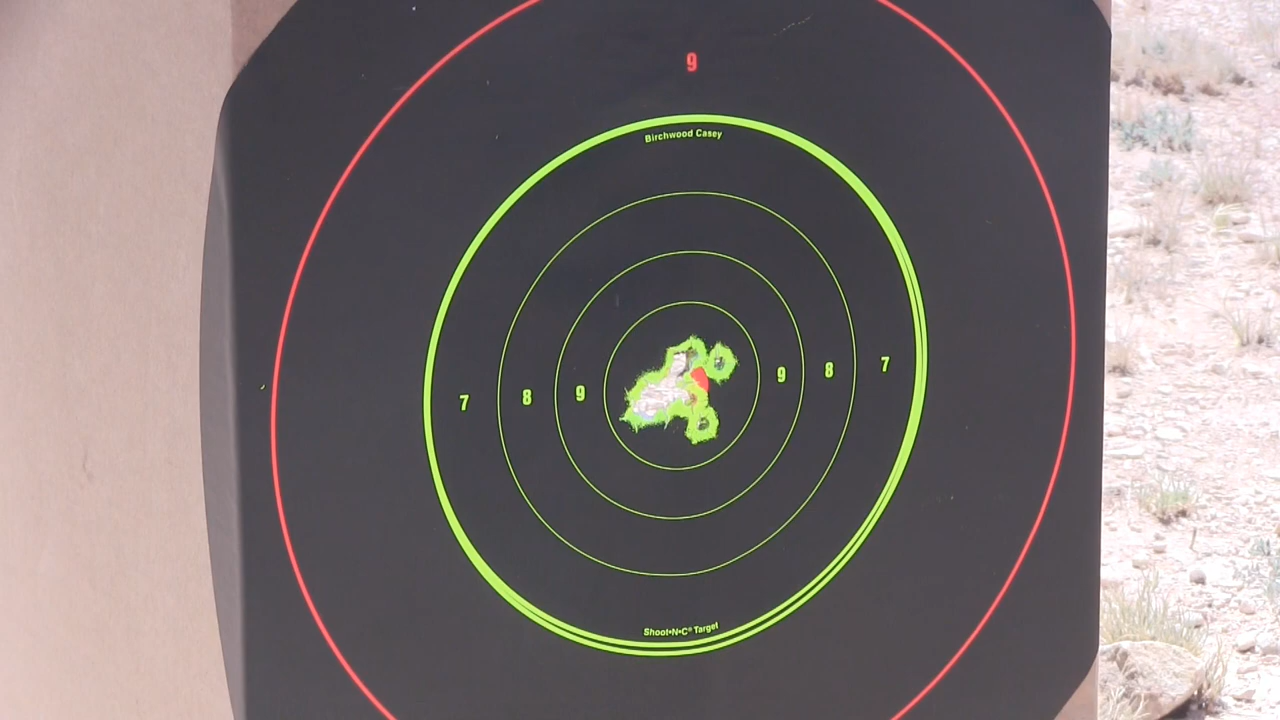 9
Birchwood Casey
7 8 9 9 8 7
Shoot•N•C® Target